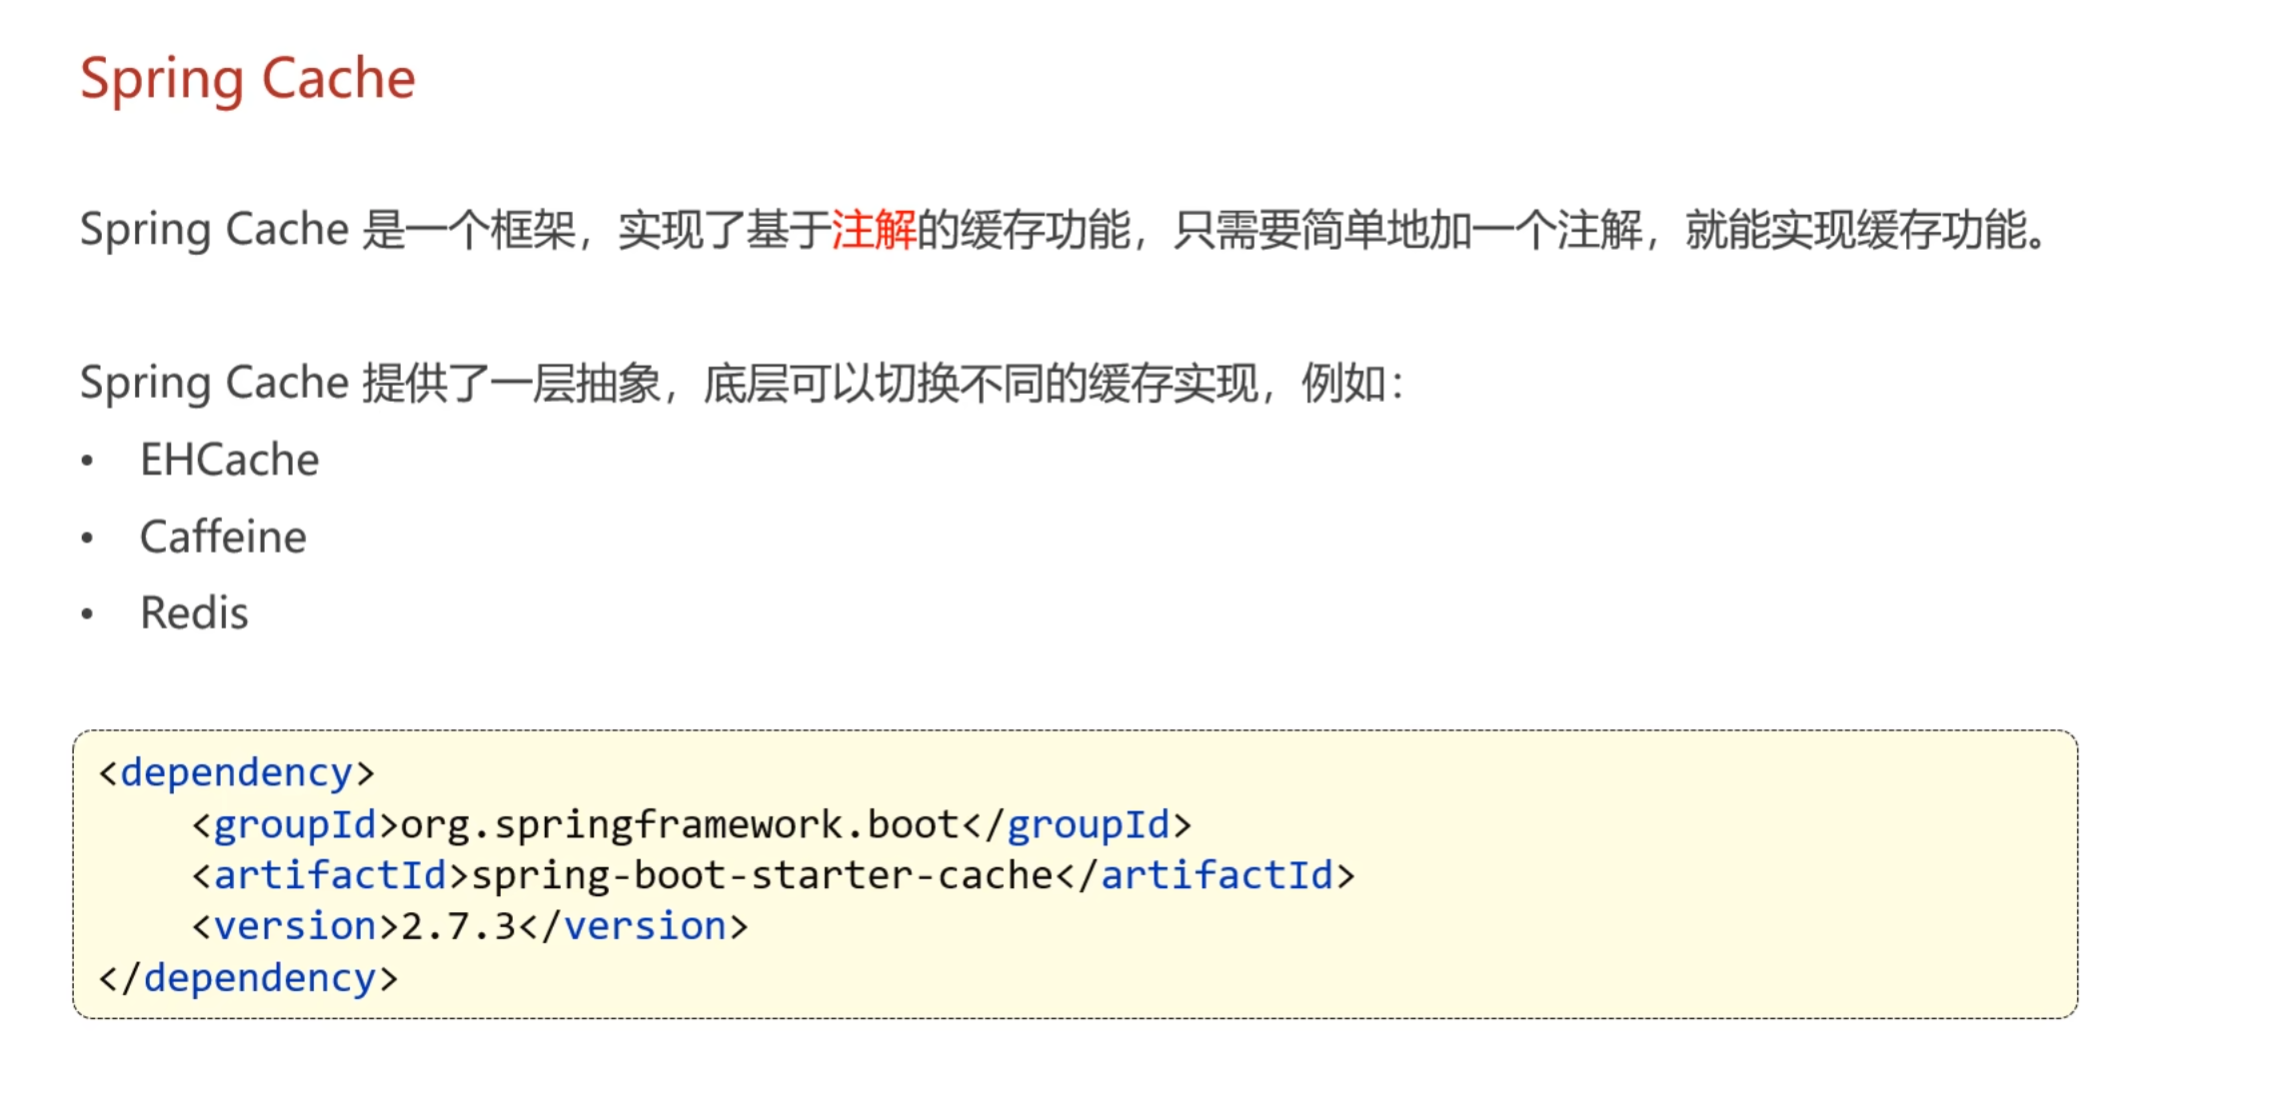 Spring Cache
Spring Cache 是一个框架，实现了基于注解的缓存功能，只需要简单地加一个注解，就能实现缓存功能。
Spring Cache 提供了一层抽象，底层可以切换不同的缓存实现，例如：
• EHCache
• Caffeine
• Redis
<dependency>
    <groupId>org.springframework.boot</groupId>
    <artifactId>spring-boot-starter-cache</artifactId>
    <version>2.7.3</version>
</dependency>